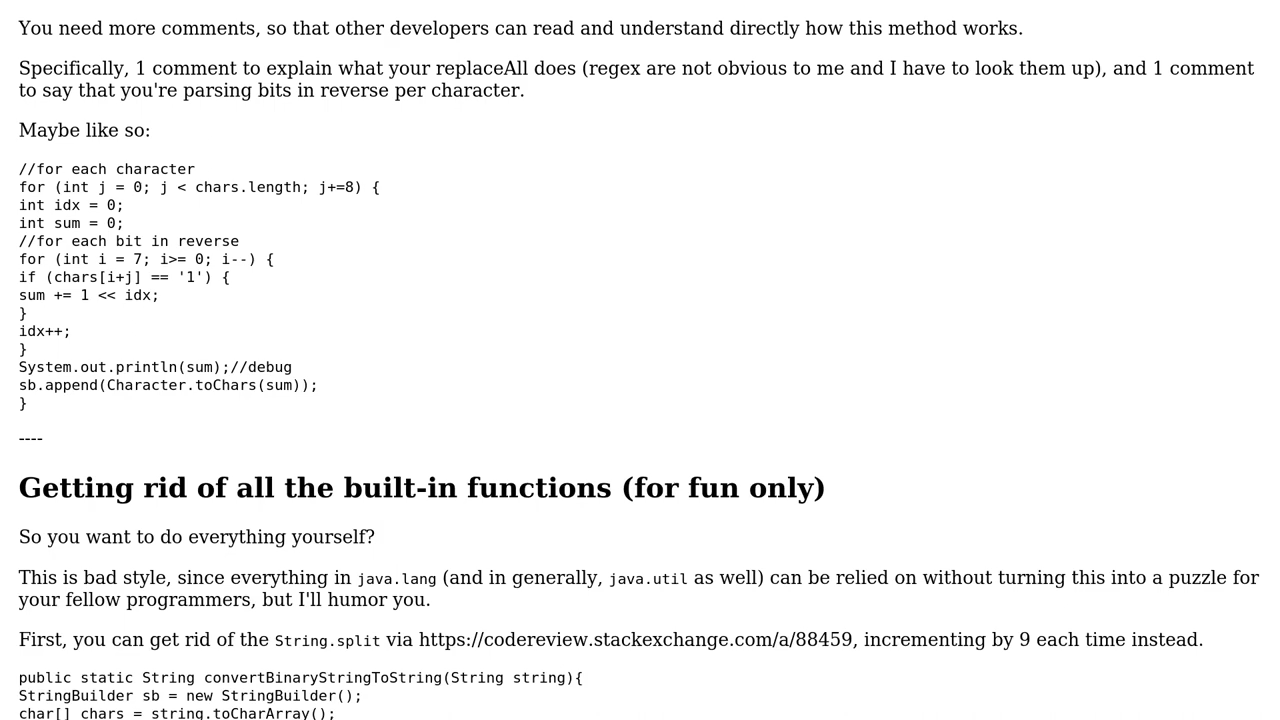 You need more comments, so that other developers can read and understand directly how this method works.
Specifically, 1 comment to explain what your replaceAll does (regex are not obvious to me and I have to look them up), and 1 comment
to say that you're parsing bits in reverse per character.
Maybe like so:
//for each character
for (int j = 0; j < chars.length; j+=8) {
int idx = 0;
int sum = 0;
//for each bit in reverse
for (int i = 7; i>= 0; i--) {
if (chars[i+j] == '1') {
sum += 1 << idx;
}
idx++;
}
System.out.println(sum);//debug
sb.append(Character.toChars(sum));
}
----
Getting rid of all the built-in functions (for fun only)
So you want to do everything yourself?
This is bad style, since everything in java.lang (and in generally, java.util as well) can be relied on without turning this into a puzzle for
your fellow programmers, but I'll humor you.
First, you can get rid of the String.split via https://codereview.stackexchange.com/a/88459, incrementing by 9 each time instead.
public static String convertBinaryStringToString(String string){
StringBuilder sb = new StringBuilder();
char[] chars = string.toCharArray();